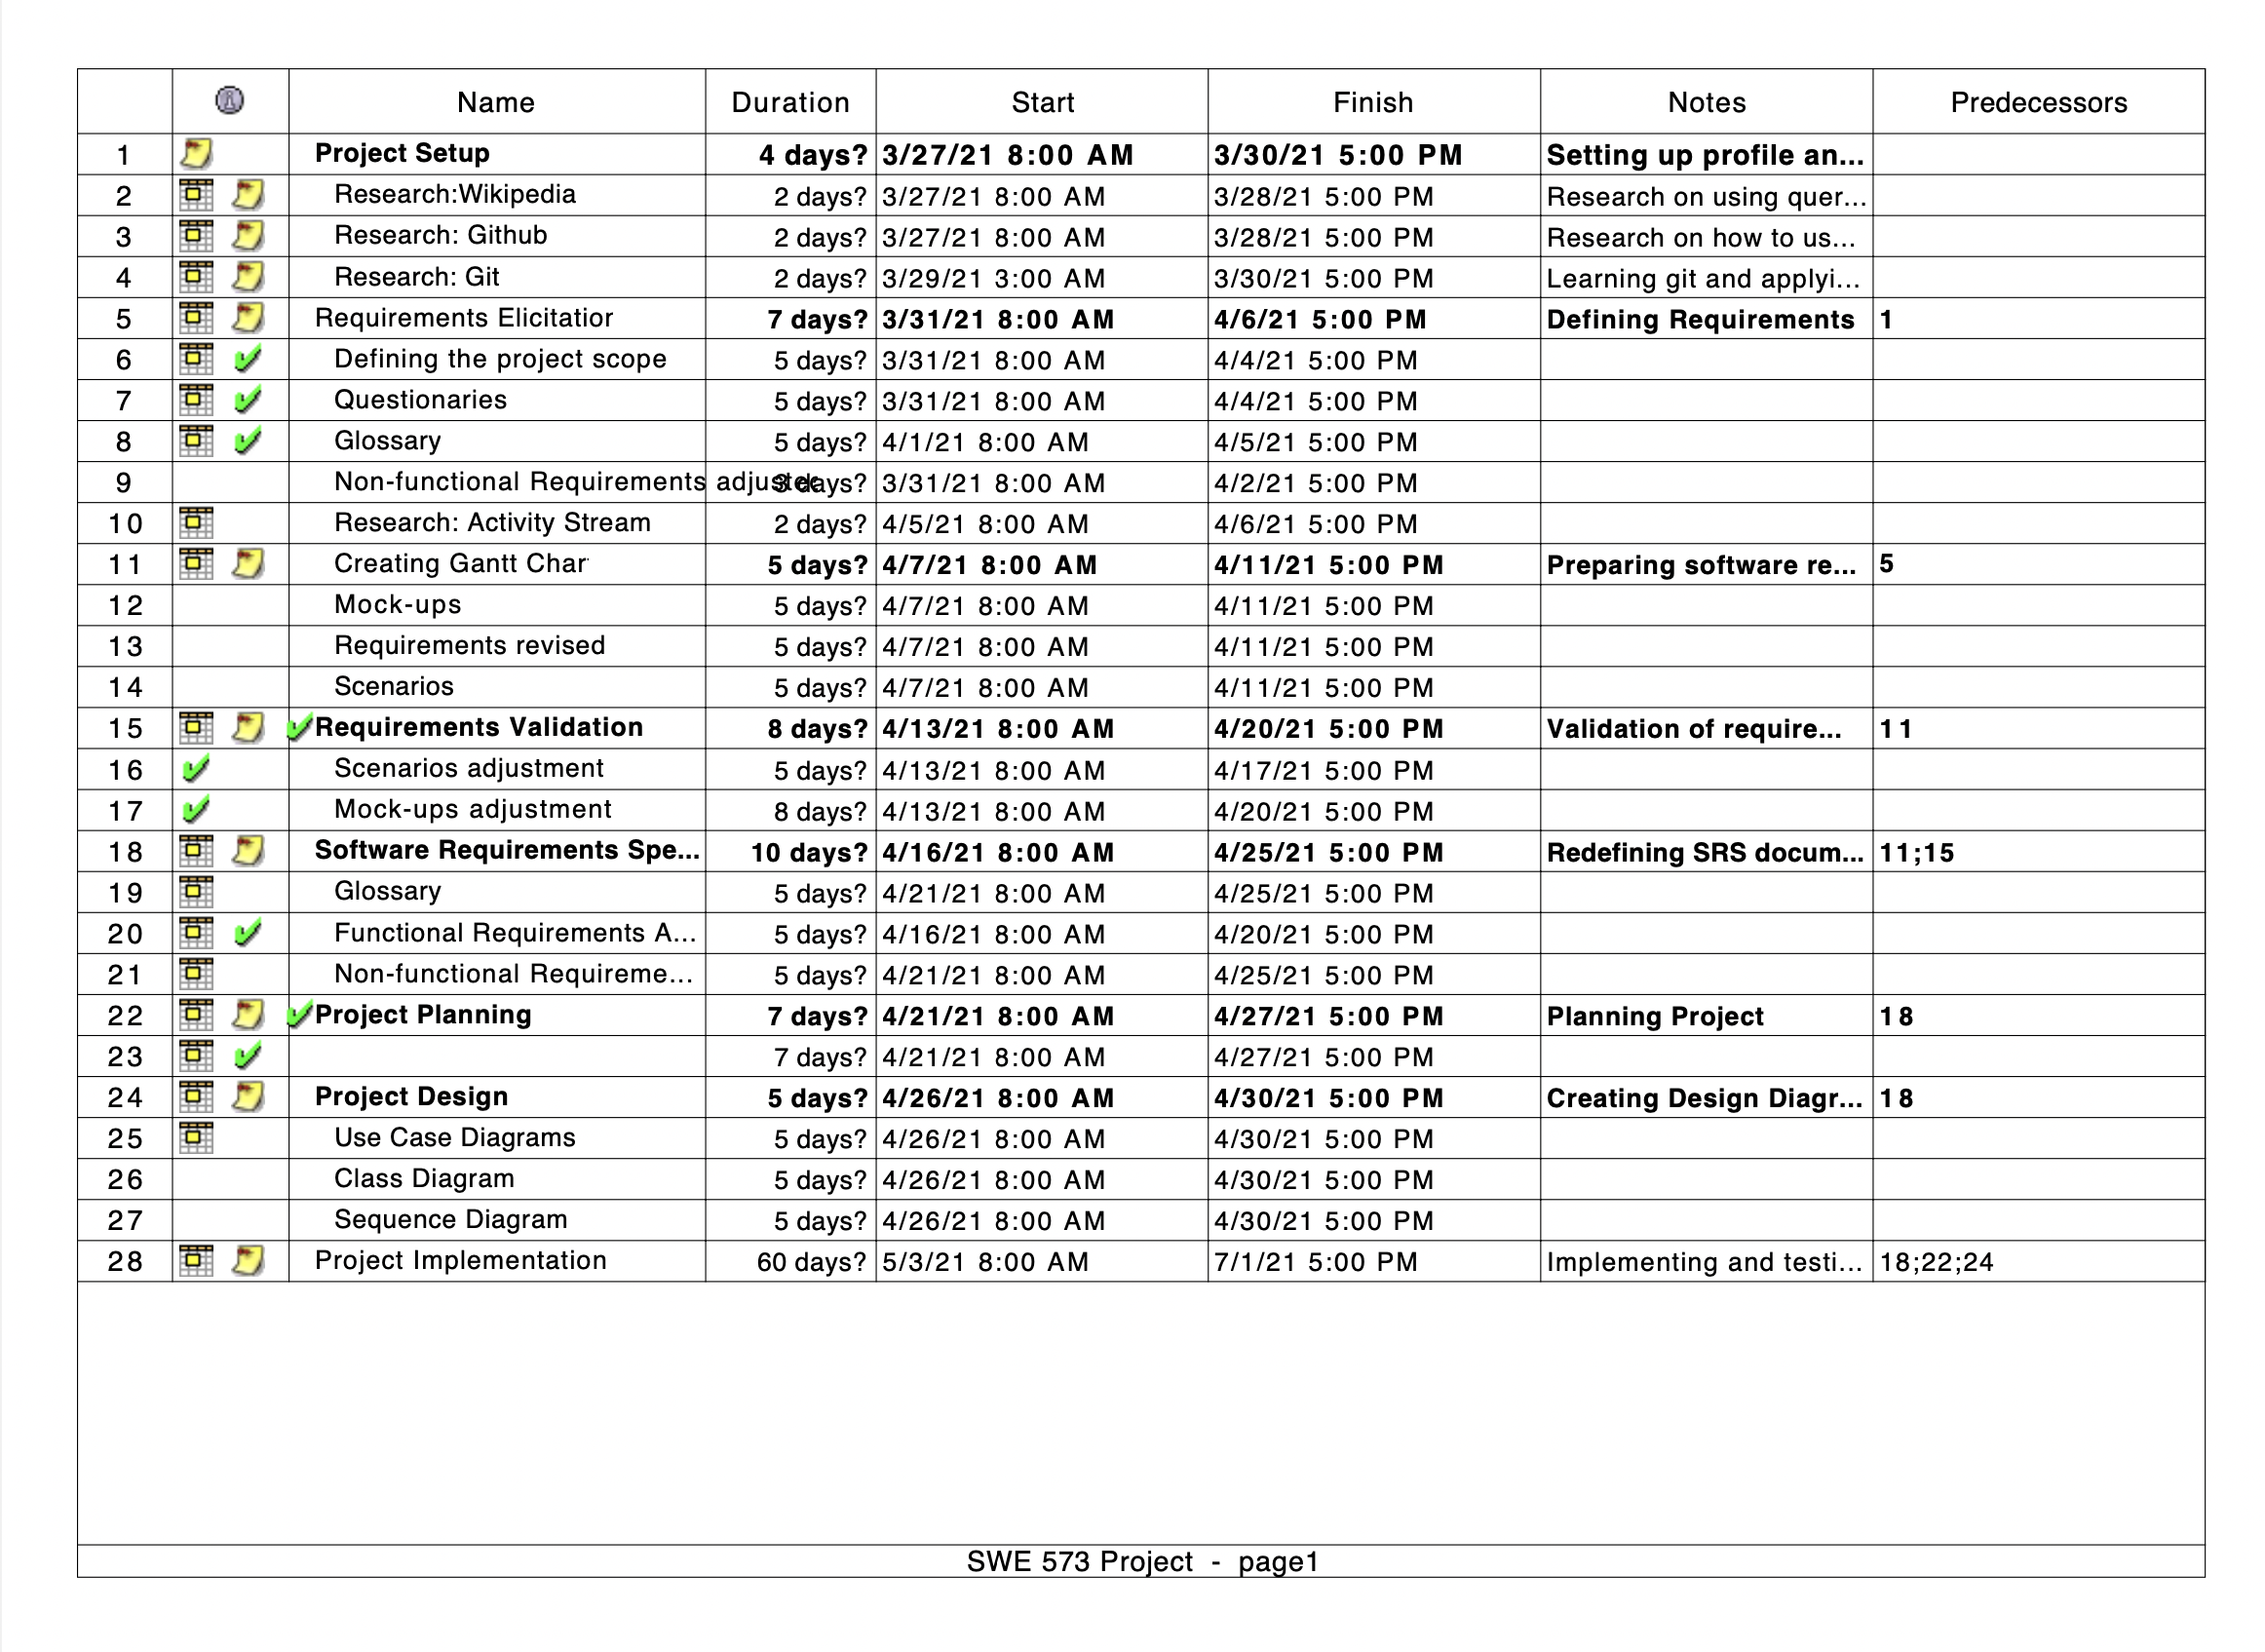 Name Duration Start Finish Notes Predecessors
1 Project Setup 4 days? 3/27/21 8:00 AM 3/30/21 5:00 PM Setting up profile an...
2 Research:Wikipedia 2 days? 3/27/21 8:00 AM 3/28/21 5:00 PM Research on using quer...
3 Research: Github 2 days? 3/27/21 8:00 AM 3/28/21 5:00 PM Research on how to us...
4 Research: Git 2 days? 3/29/21 3:00 AM 3/30/21 5:00 PM Learning git and applyi...
5 Requirements Elicitatior 7 days? 3/31/21 8:00 AM 4/6/21 5:00 PM Defining Requirements 1
6 Defining the project scope 5 days? 3/31/21 8:00 AM 4/4/21 5:00 PM
7 Questionaries 5 days? 3/31/21 8:00 AM 4/4/21 5:00 PM
8 Glossary 5 days? 4/1/21 8:00 AM 4/5/21 5:00 PM
9 Non-functional Requirements 3 days? 3/31/21 8:00 AM 4/2/21 5:00 PM
10 Research: Activity Stream 2 days? 4/5/21 8:00 AM 4/6/21 5:00 PM
11 Creating Gantt Char 5 days? 4/7/21 8:00 AM 4/11/21 5:00 PM Preparing software re... 5
12 Mock-ups 5 days? 4/7/21 8:00 AM 4/11/21 5:00 PM
13 Requirements revised 5 days? 4/7/21 8:00 AM 4/11/21 5:00 PM
14 Scenarios 5 days? 4/7/21 8:00 AM 4/11/21 5:00 PM
15 Requirements Validation 8 days? 4/13/21 8:00 AM 4/20/21 5:00 PM Validation of require... 11
16 Scenarios adjustment 5 days? 4/13/21 8:00 AM 4/17/21 5:00 PM
17 Mock-ups adjustment 8 days? 4/13/21 8:00 AM 4/20/21 5:00 PM
18 Software Requirements Spe... 10 days? 4/16/21 8:00 AM 4/25/21 5:00 PM Redefining SRS docum... 11;15
19 Glossary 5 days? 4/21/21 8:00 AM 4/25/21 5:00 PM
20 Functional Requirements A... 5 days? 4/16/21 8:00 AM 4/20/21 5:00 PM
21 Non-functional Requireme... 5 days? 4/21/21 8:00 AM 4/25/21 5:00 PM
22 Project Planning 7 days? 4/21/21 8:00 AM 4/27/21 5:00 PM Planning Project 18
23 7 days? 4/21/21 8:00 AM 4/27/21 5:00 PM
24 Project Design 5 days? 4/26/21 8:00 AM 4/30/21 5:00 PM Creating Design Diagr... 18
25 Use Case Diagrams 5 days? 4/26/21 8:00 AM 4/30/21 5:00 PM
26 Class Diagram 5 days? 4/26/21 8:00 AM 4/30/21 5:00 PM
27 Sequence Diagram 5 days? 4/26/21 8:00 AM 4/30/21 5:00 PM
28 Project Implementation 60 days? 5/3/21 8:00 AM 7/1/21 5:00 PM Implementing and testi... 18;22;24
SWE 573 Project - page1